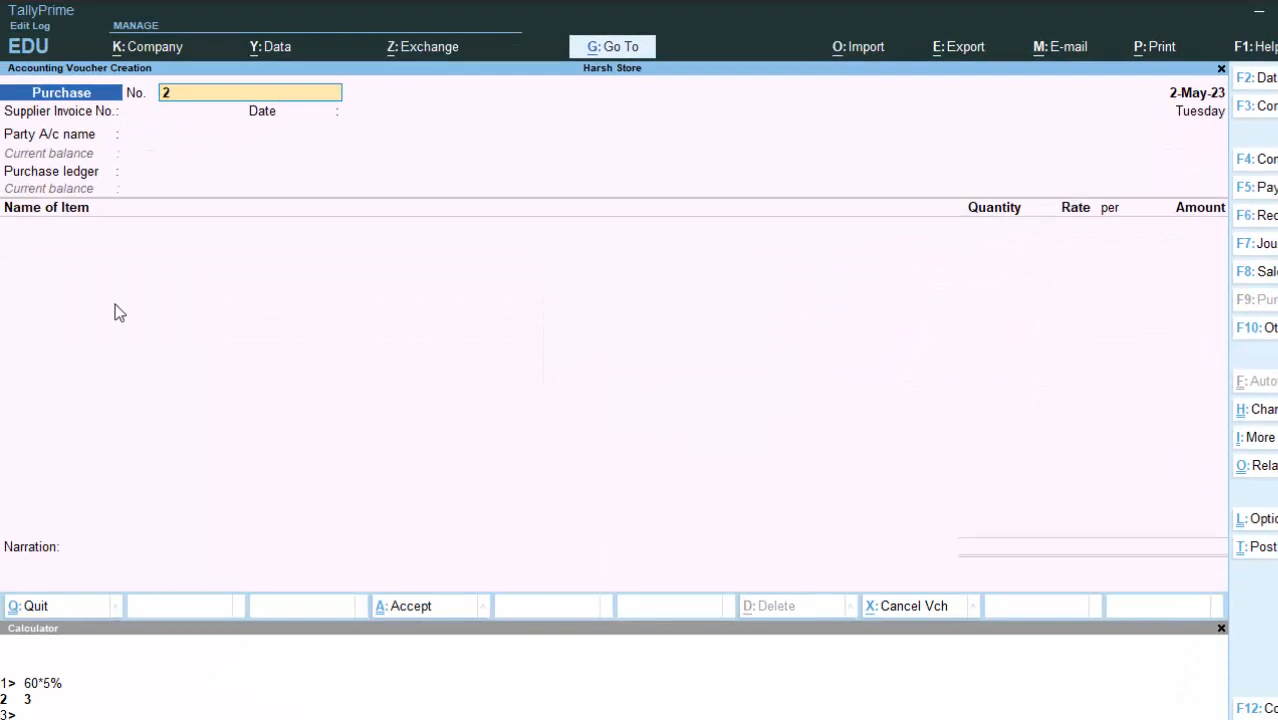 TallyPrime
Edit Log MANAGE
EDU K: Company Y: Data Z: Exchange G: Go To O: Import E: Export M: E-mail P: Print F1: Help
Accounting Voucher Creation Harsh Store
Purchase No. 2 2-May-23
Supplier Invoice No.: Date : Tuesday
Party A/c name :
Current balance :
Purchase ledger :
Current balance :
Name of Item Quantity Rate per Amount
Narration:
Q: Quit A: Accept D: Delete X: Cancel Vch
Calculator
1> 60*5%
2 3
3>
F2: Dat
F3: Cor
F4: Con
F5: Pay
F6: Rec
F7: Jou
F8: Sal
F9: Pur
F10: Ot
F: Auto
H: Char
I: More
O: Rela
L: Optio
T: Post
F12: Co